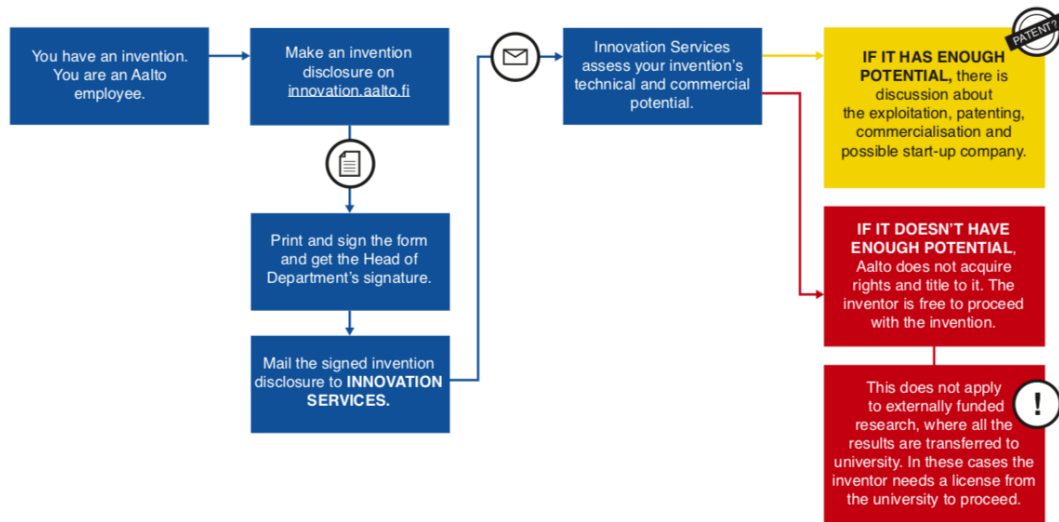 You have an invention.
You are an Aalto
employee.
Make an invention
disclosure on
innovation.aalto.fi
Print and sign the form
and get the Head of
Department's signature.
Mail the signed invention
disclosure to INNOVATION
SERVICES.
Innovation Services
assess your invention's
technical and commercial
potential.
PATENT?
IF IT HAS ENOUGH
POTENTIAL, there is
discussion about
the exploitation, patenting,
commercialisation and
possible start-up company.
IF IT DOESN'T HAVE
ENOUGH POTENTIAL,
Aalto does not acquire
rights and title to it. The
inventor is free to proceed
with the invention.
!
This does not apply
to externally funded
research, where all the
results are transferred to
university. In these cases the
inventor needs a license from
the university to proceed.